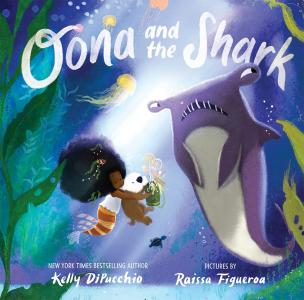 Oona and the Shark
NEW YORK TIMES BESTSELLING AUTHOR
Kelly DiPucchio
PICTURES BY
Raissa Figueroa